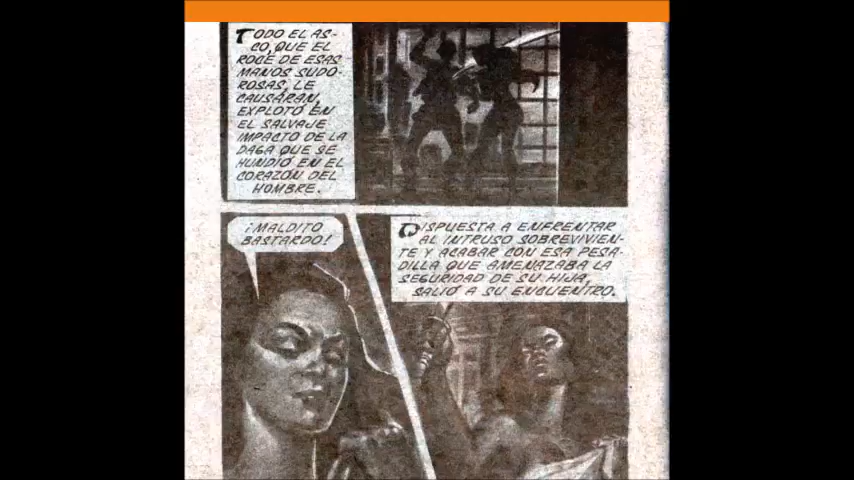 TODO EL AS-
CO, QUE EL
ROCE DE ESAS
MANOS SUDO-
ROSAS, LE
CAUSARAN,
EXPLOTÓ EN
EL SALVAJE
IMPACTO DE LA
DAGA QUE SE
HUNDIÓ EN EL
CORAZÓN DEL
HOMBRE.
¡MALDITO
BASTARDO!
DISPUESTA A ENFRENTAR
AL INTRUSO SOBREVIVIEN-
TE Y ACABAR CON ESA PESA-
DILLA QUE AMENAZABA LA
SEGURIDAD DE SU HIJA,
SALIÓ A SU ENCUENTRO.